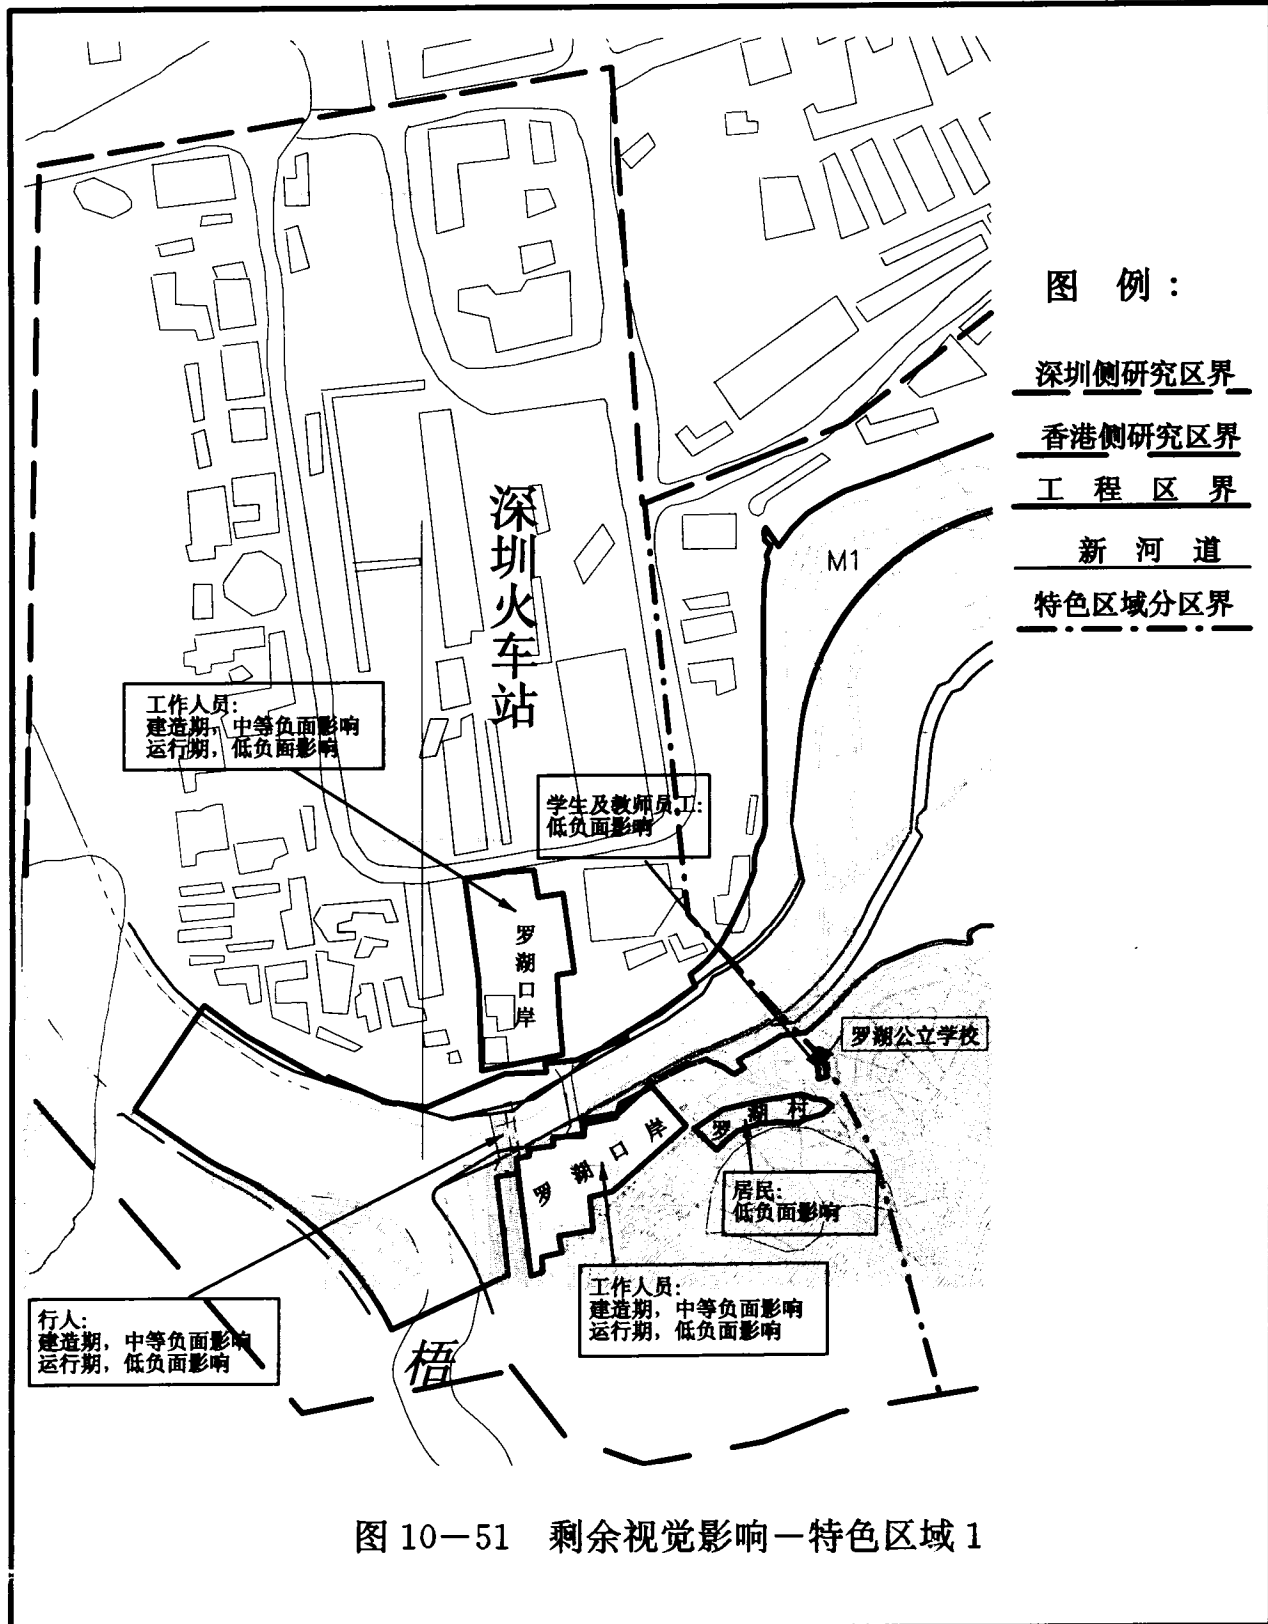 图 例：
深圳侧研究区界
香港侧研究区界
工 程 区 界
新 河 道
特色区域分区界
M1
深圳火车站
工作人员：
建造期，中等负面影响
运行期，低负面影响
学生及教师员工：
低负面影响
罗湖口岸
罗湖公立学校
罗湖村
罗湖口岸
居民：
低负面影响
工作人员：
建造期，中等负面影响
运行期，低负面影响
行人：
建造期，中等负面影响
运行期，低负面影响
梧
图 10－51 剩余视觉影响－特色区域 1